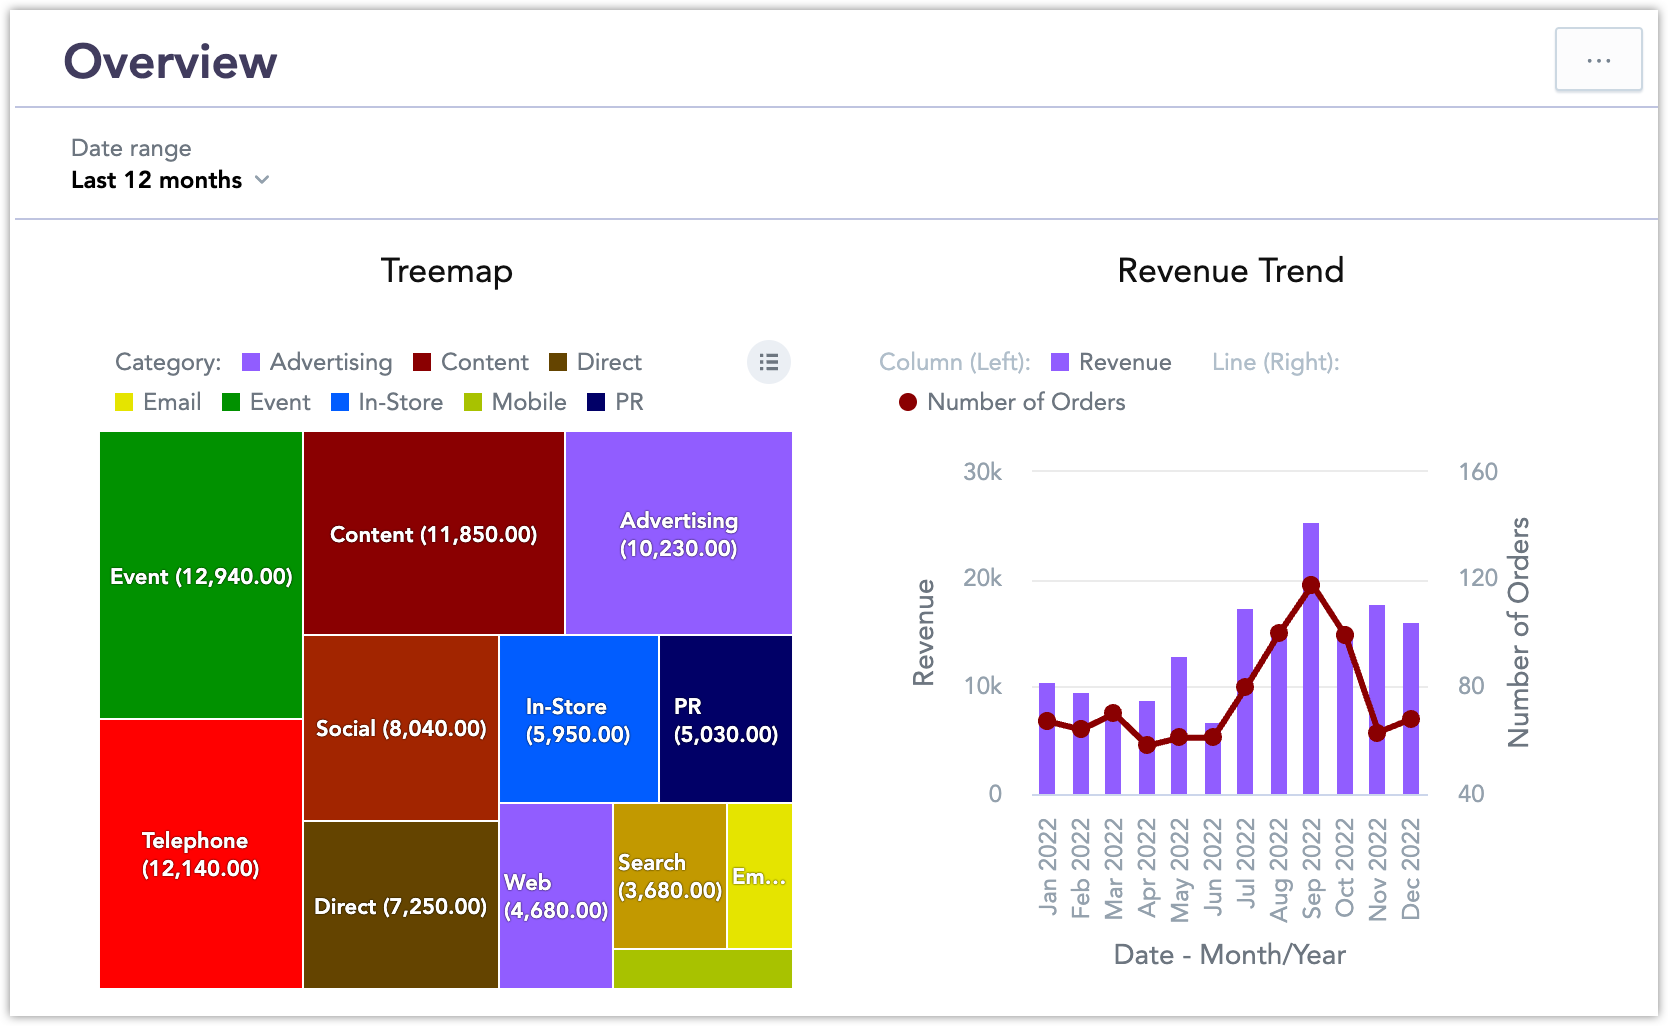 Overview
...
Date range
Last 12 months
Treemap
Category: Advertising Content Direct
Email Event In-Store Mobile PR
Event (12,940.00)
Content (11,850.00)
Advertising
(10,230.00)
Telephone
(12,140.00)
Social (8,040.00)
In-Store
(5,950.00)
PR
(5,030.00)
Direct (7,250.00)
Web
(4,680.00)
Search
(3,680.00)
Em...
Revenue Trend
Column (Left): Revenue Line (Right):
Number of Orders
30k
20k
10k
0
Revenue
160
120
80
40
Number of Orders
Jan 2022
Feb 2022
Mar 2022
Apr 2022
May 2022
Jun 2022
Jul 2022
Aug 2022
Sep 2022
Oct 2022
Nov 2022
Dec 2022
Date - Month/Year